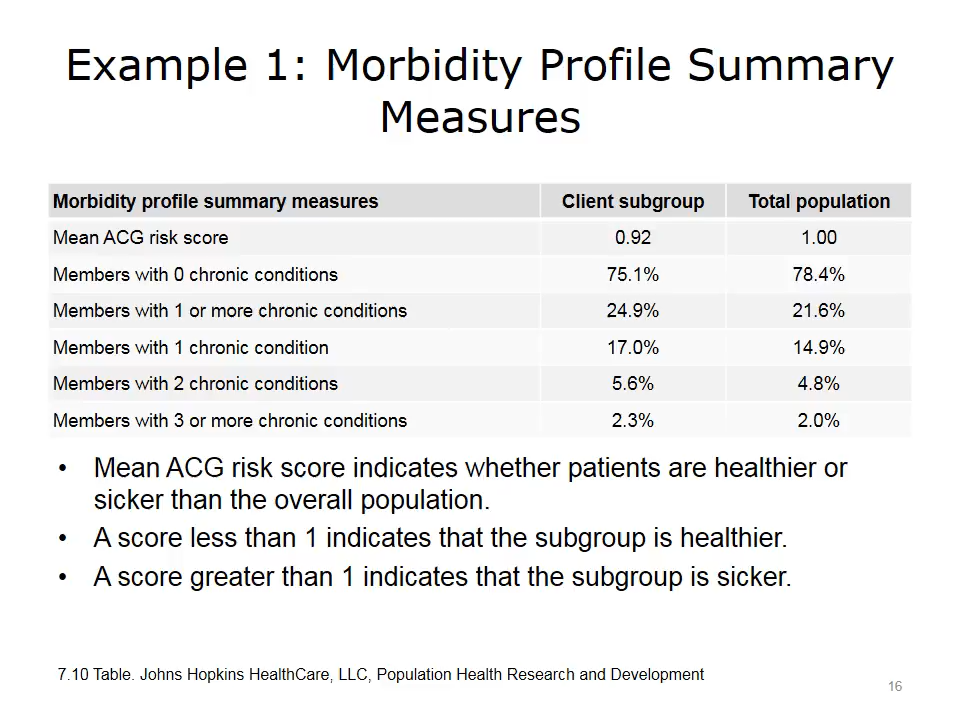 Example 1: Morbidity Profile Summary
Measures
Morbidity profile summary measures Client subgroup Total population
Mean ACG risk score 0.92 1.00
Members with 0 chronic conditions 75.1% 78.4%
Members with 1 or more chronic conditions 24.9% 21.6%
Members with 1 chronic condition 17.0% 14.9%
Members with 2 chronic conditions 5.6% 4.8%
Members with 3 or more chronic conditions 2.3% 2.0%
• Mean ACG risk score indicates whether patients are healthier or
sicker than the overall population.
• A score less than 1 indicates that the subgroup is healthier.
• A score greater than 1 indicates that the subgroup is sicker.
7.10 Table. Johns Hopkins HealthCare, LLC, Population Health Research and Development
16